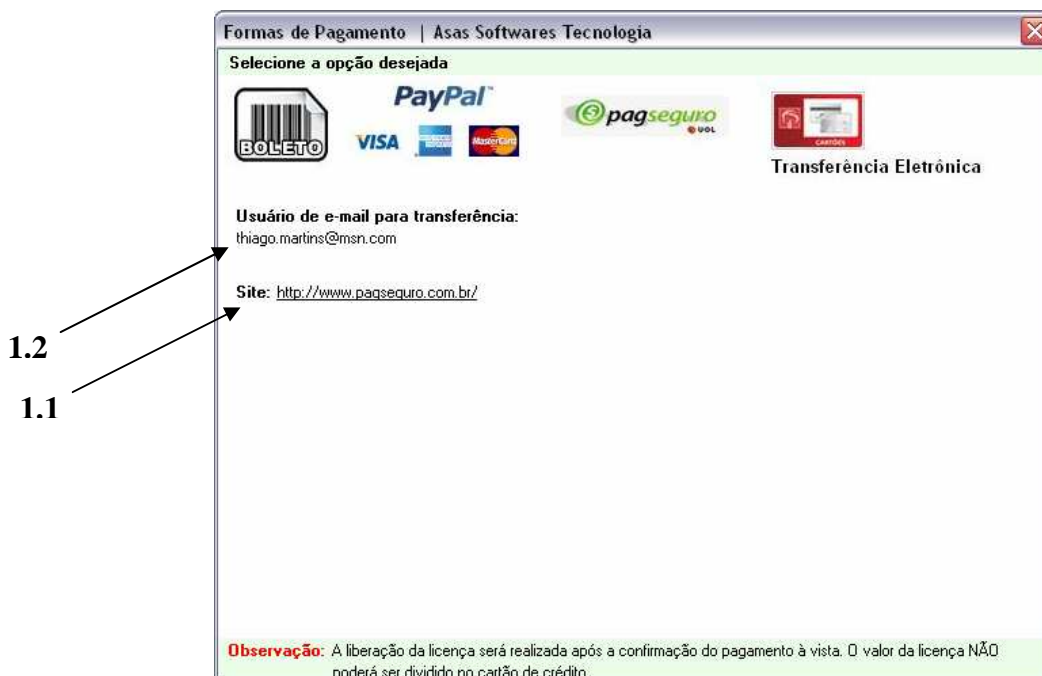 Formas de Pagamento | Asas Softwares Tecnologia
Selecione a opção desejada
BOLETO
PayPal
VISA
MasterCard
pagseguro
UOL
CARTÕES
Transferência Eletrônica
Usuário de e-mail para transferência:
thiago.martins@msn.com
Site: http://www.pagseguro.com.br/
1.2
1.1
Observação: A liberação da licença será realizada após a confirmação do pagamento à vista. O valor da licença NÃO
poderá ser dividido no cartão de crédito.